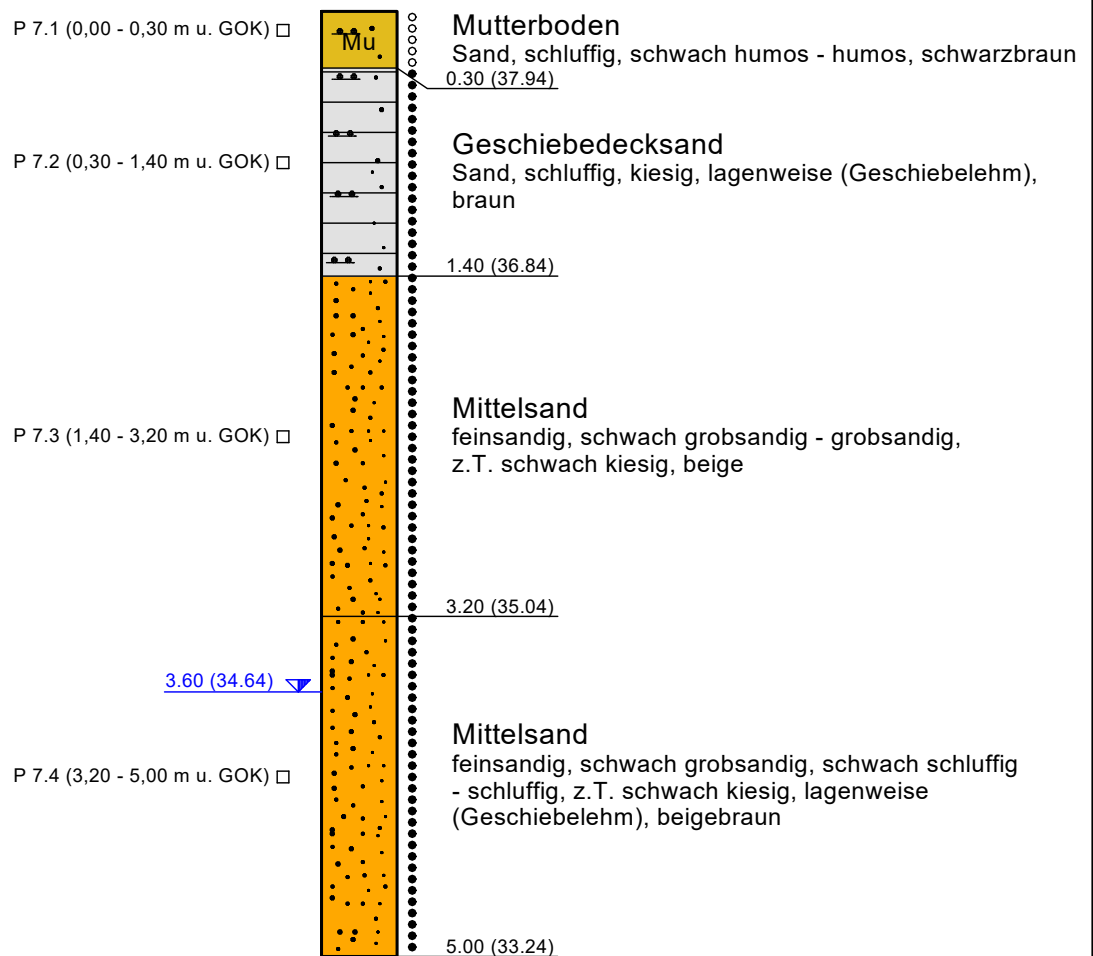 P 7.1 (0,00 - 0,30 m u. GOK)
Mu
Mutterboden
Sand, schluffig, schwach humos - humos, schwarzbraun
0.30 (37.94)
P 7.2 (0,30 - 1,40 m u. GOK)
Geschiebedecksand
Sand, schluffig, kiesig, lagenweise (Geschiebelehm),
braun
1.40 (36.84)
P 7.3 (1,40 - 3,20 m u. GOK)
Mittelsand
feinsandig, schwach grobsandig - grobsandig,
z.T. schwach kiesig, beige
3.20 (35.04)
3.60 (34.64)
P 7.4 (3,20 - 5,00 m u. GOK)
Mittelsand
feinsandig, schwach grobsandig, schwach schluffig
- schluffig, z.T. schwach kiesig, lagenweise
(Geschiebelehm), beigebraun
5.00 (33.24)